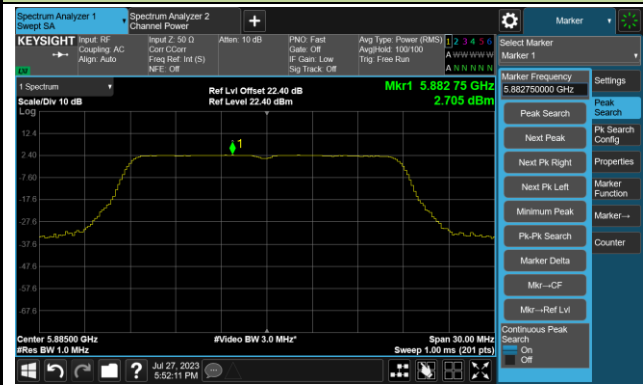 Spectrum Analyzer 1
Swept SA
Spectrum Analyzer 2
Channel Power
+
Marker
KEYSIGHT
Input: RF
Coupling: AC
Align: Auto
Input Z: 50 Ω
Corr CCorr
Freq Ref: Int (S)
NFE: Off
Atten: 10 dB
PNO: Fast
Gate: Off
IF Gain: Low
Sig Track: Off
Avg Type: Power (RMS)
Avg|Hold: 100/100
Trig: Free Run
1 2 3 4 5 6
A W W W W W
A N N N N N
LXI
Select Marker
Marker 1
1 Spectrum
Scale/Div 10 dB
Log
Ref Lvl Offset 22.40 dB
Ref Level 22.40 dBm
Mkr1 5.882 75 GHz
2.705 dBm
1
12.4
2.40
-7.60
-17.6
-27.6
-37.6
-47.6
-57.6
-67.6
Center 5.88500 GHz
#Res BW 1.0 MHz
#Video BW 3.0 MHz*
Span 30.00 MHz
Sweep 1.00 ms (201 pts)
Marker Frequency
5.882750000 GHz
Peak Search
Next Peak
Next Pk Right
Next Pk Left
Minimum Peak
Pk-Pk Search
Marker Delta
Mkr→CF
Mkr→Ref Lvl
Continuous Peak
Search
On
Off
Settings
Peak
Search
Pk Search
Config
Properties
Marker
Function
Marker→
Counter
?
Jul 27, 2023
5:52:11 PM